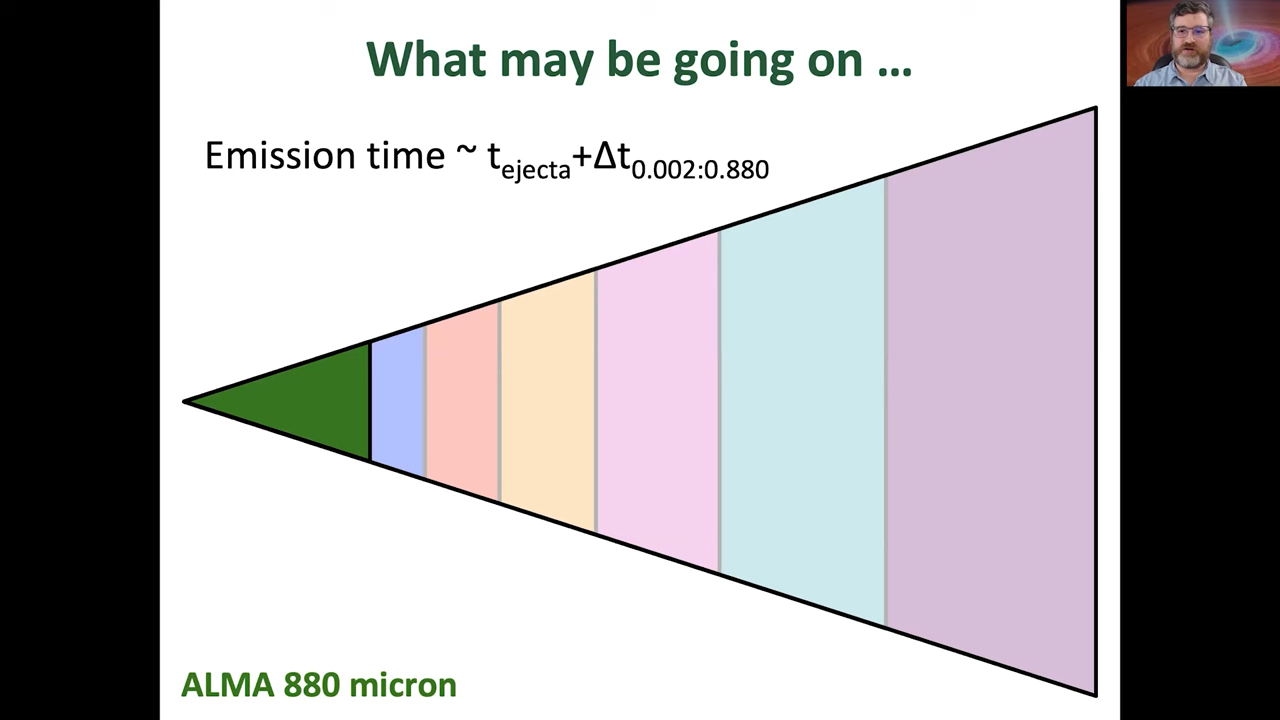 What may be going on …
Emission time ~ tejecta+Δt0.002:0.880
ALMA 880 micron